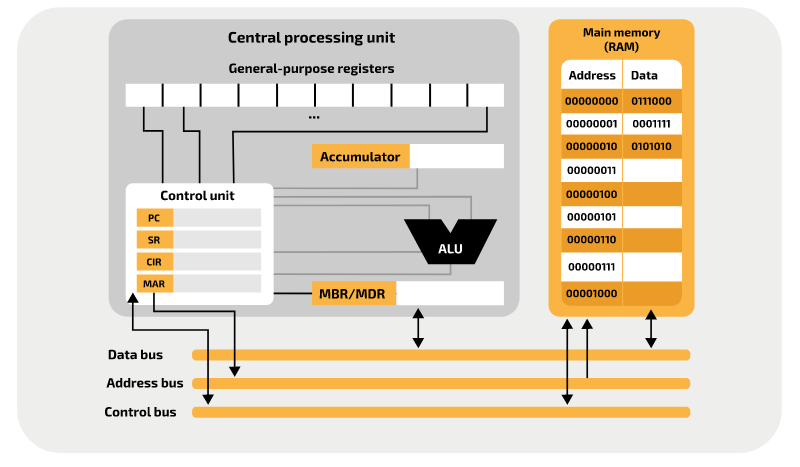 Central processing unit
General-purpose registers
...
Accumulator
Control unit
PC
SR
CIR
MAR
ALU
MBR/MDR
Main memory
(RAM)
Address Data
00000000 0111000
00000001 0001111
00000010 0101010
00000011
00000100
00000101
00000110
00000111
00001000
Data bus
Address bus
Control bus